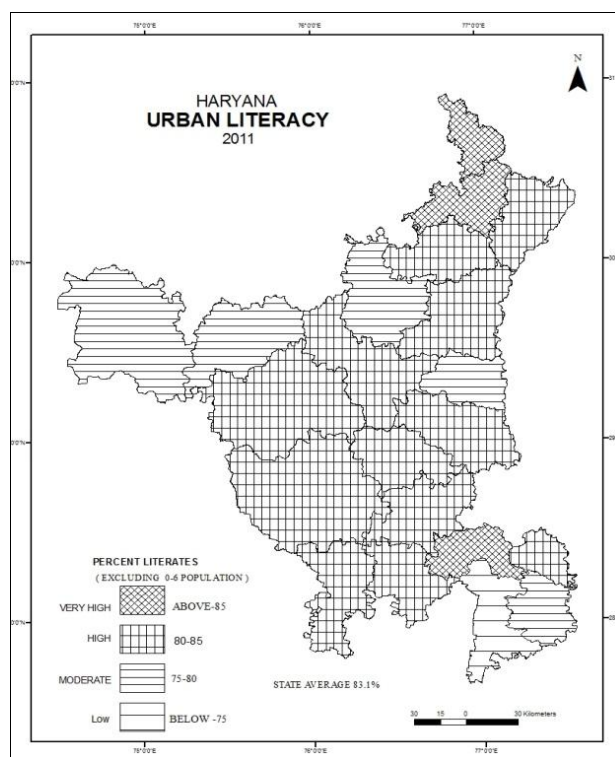 75°0'0"E 76°0'0"E 77°0'0"E
N
HARYANA
URBAN LITERACY
2011
PERCENT LITERATES
( EXCLUDING 0-6 POPULATION )
VERY HIGH ABOVE-85
HIGH 80-85
MODERATE 75-80
Low BELOW -75
STATE AVERAGE 83.1%
30 15 0 30 Kilometers
75°0'0"E 76°0'0"E 77°0'0"E